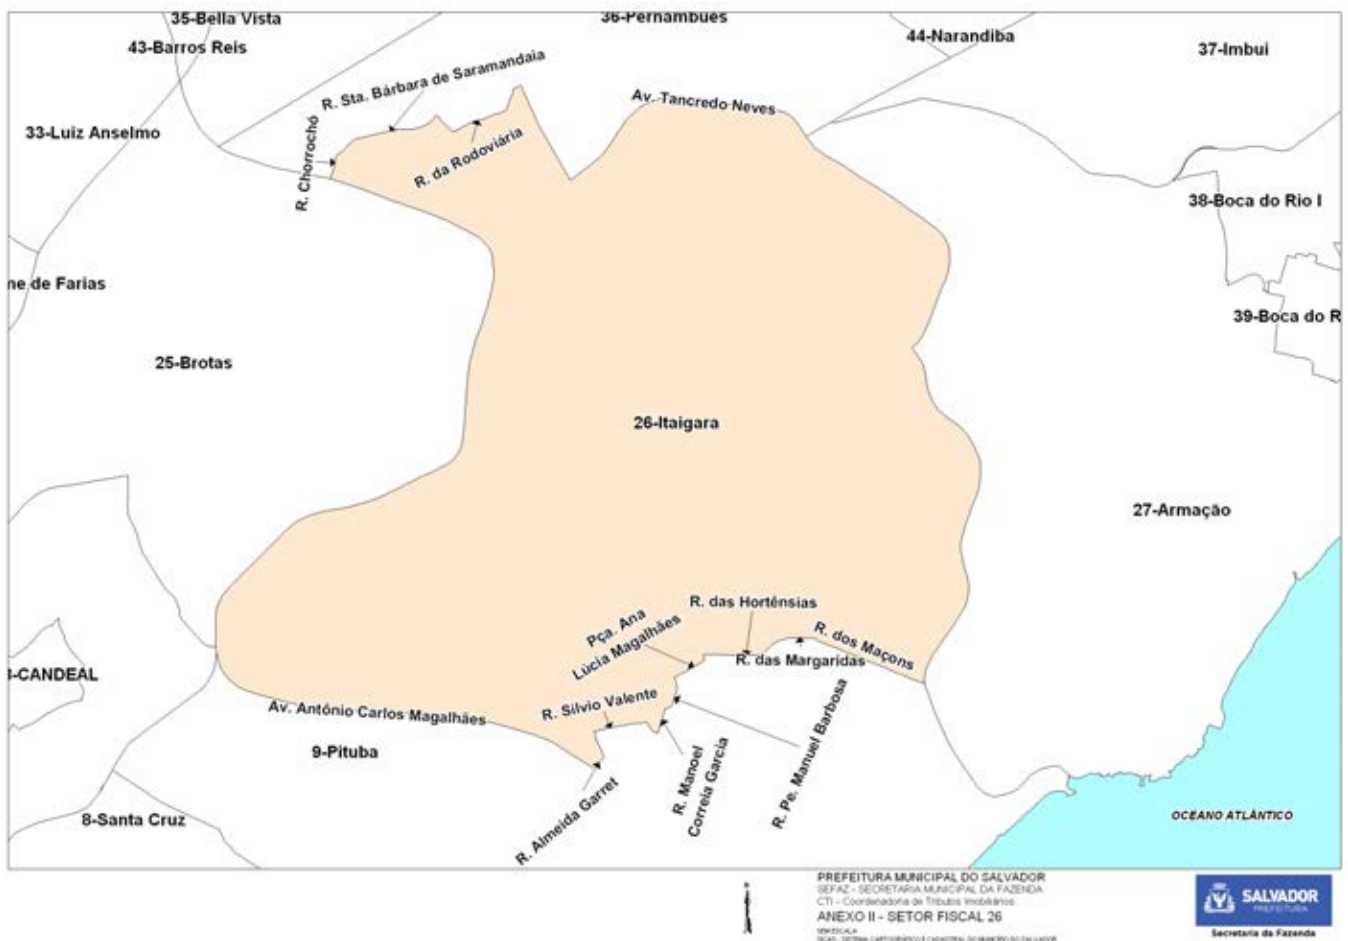 35-Bella Vista
36-Pernambués
44-Narandiba
37-Imbui
43-Barros Reis
R. Sta. Bárbara de Saramandaia
Av. Tancredo Neves
33-Luiz Anselmo
R. Chorrochó
R. da Rodoviária
38-Boca do Rio I
ne de Farias
39-Boca do R
25-Brotas
26-Itaigara
27-Armação
R. das Hortênsias
Pça. Ana
Lúcia Magalhães
R. dos Maçons
R. das Margaridas
-CANDEAL
R. Silvio Valente
Av. Antônio Carlos Magalhães
9-Pituba
R. Manoel
Correia Garcia
R. Pe. Manuel Barbosa
R. Almeida Garret
8-Santa Cruz
OCEANO ATLÂNTICO
PREFEITURA MUNICIPAL DO SALVADOR
SEFAZ - SECRETARIA MUNICIPAL DA FAZENDA
CTI - Coordenadoria de Tributos Imobiliários
ANEXO II - SETOR FISCAL 26
SALVADOR
PREFEITURA
Secretaria da Fazenda